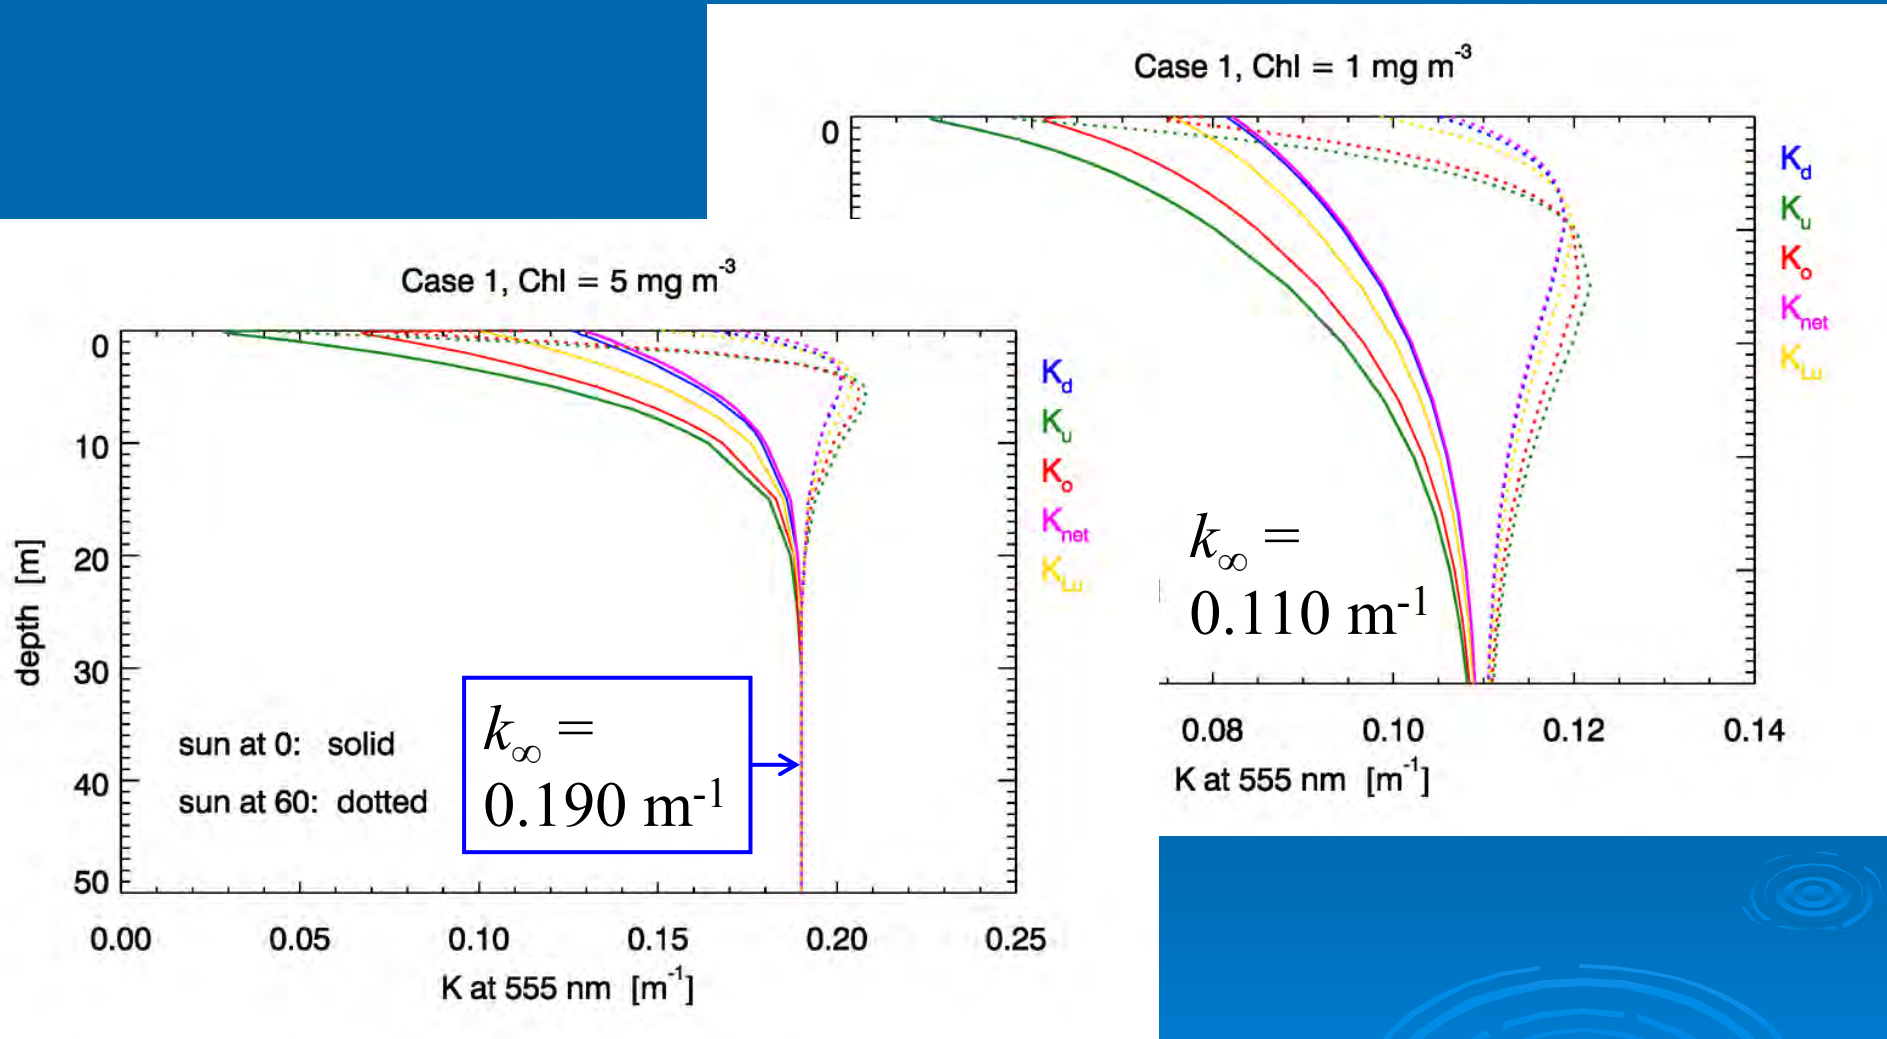 Case 1, Chl = 1 mg m-3
0
Kd
Ku
Ko
Knet
KLu
k∞ =
0.110 m-1
0.08 0.10 0.12 0.14
K at 555 nm [m-1]
Case 1, Chl = 5 mg m-3
0
10
20
30
40
50
depth [m]
Kd
Ku
Ko
Knet
KLu
sun at 0: solid
sun at 60: dotted
k∞ =
0.190 m-1
0.00 0.05 0.10 0.15 0.20 0.25
K at 555 nm [m-1]